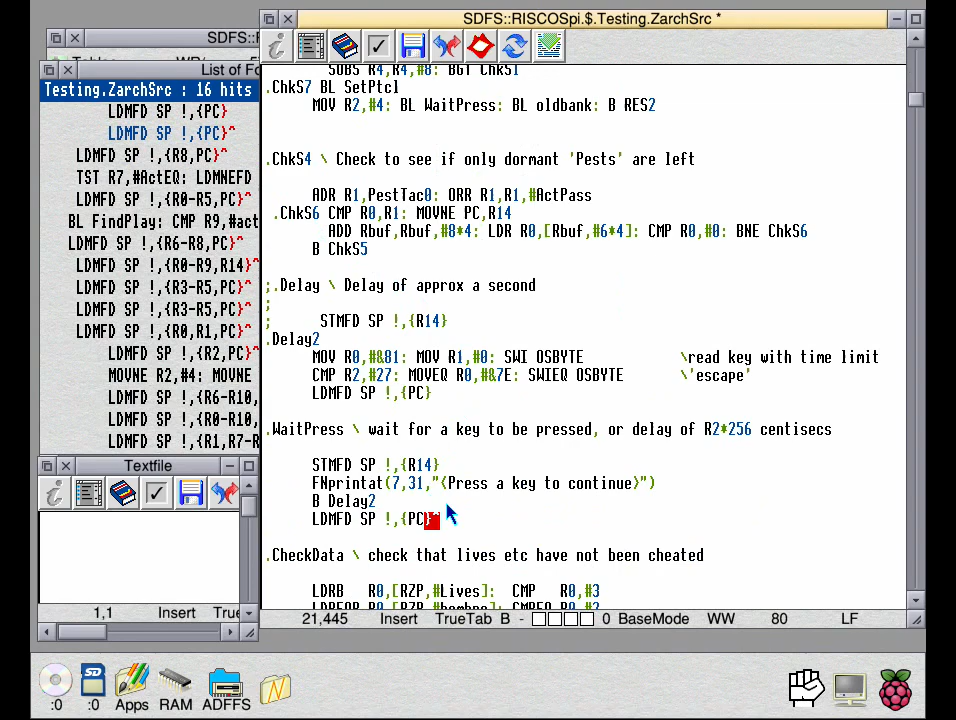 SDFS::RISCOSpi.$.Testing.ZarchSrc *
SDFS::R
List of Fo
Testing.ZarchSrc : 16 hits
LDMFD SP !,{PC}
LDMFD SP !,{PC}^
LDMFD SP !,{R8,PC}^
TST R7,#ActEQ: LDMNEFD
LDMFD SP !,{R0-R5,PC}^
BL FindPlay: CMP R9,#act
LDMFD SP !,{R6-R8,PC}^
LDMFD SP !,{R0-R9,R14}^
LDMFD SP !,{R3-R5,PC}^
LDMFD SP !,{R3-R5,PC}^
LDMFD SP !,{R0,R1,PC}^
LDMFD SP !,{R2,PC}^
MOVNE R2,#4: MOVNE
LDMFD SP !,{R6-R10,
LDMFD SP !,{R0-R10,
LDMFD SP !,{R1,R7-R
SUBS R4,R4,#8: BGT ChkS1
.ChkS7 BL SetPtcl
MOV R2,#4: BL WaitPress: BL oldbank: B RES2
.ChkS4 \ Check to see if only dormant 'Pests' are left
ADR R1,PestTac0: ORR R1,R1,#ActPass
.ChkS6 CMP R0,R1: MOVNE PC,R14
ADD Rbuf,Rbuf,#8*4: LDR R0,[Rbuf,#6*4]: CMP R0,#0: BNE ChkS6
B ChkS5
;.Delay \ Delay of approx a second
;
; STMFD SP !,{R14}
.Delay2
MOV R0,#&81: MOV R1,#0: SWI OSBYTE \read key with time limit
CMP R2,#27: MOVEQ R0,#&7E: SWIEQ OSBYTE \'escape'
LDMFD SP !,{PC}
.WaitPress \ wait for a key to be pressed, or delay of R2*256 centisecs
STMFD SP !,{R14}
FNprintat(7,31,"{Press a key to continue}")
B Delay2
LDMFD SP !,{PC}
.CheckData \ check that lives etc have not been cheated
LDRB R0,[RZP,#Lives]: CMP R0,#3
21,445 Insert TrueTab B - 0 BaseMode WW 80 LF
Textfile
1,1 Insert True
:0 :0 Apps RAM ADFFS